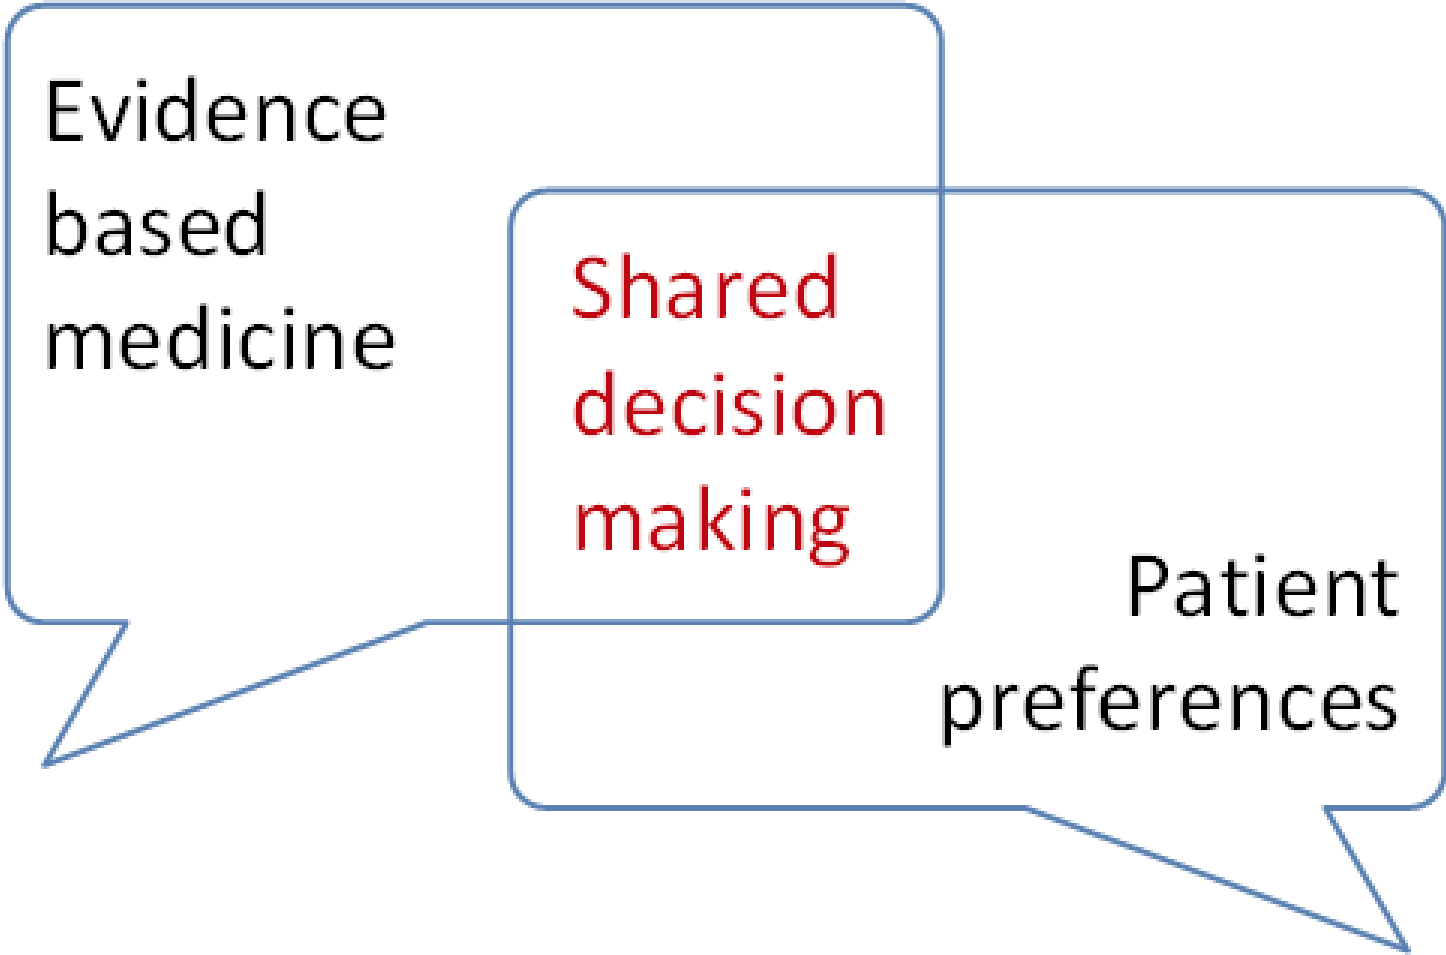 Evidence
based
medicine
Shared
decision
making
Patient
preferences